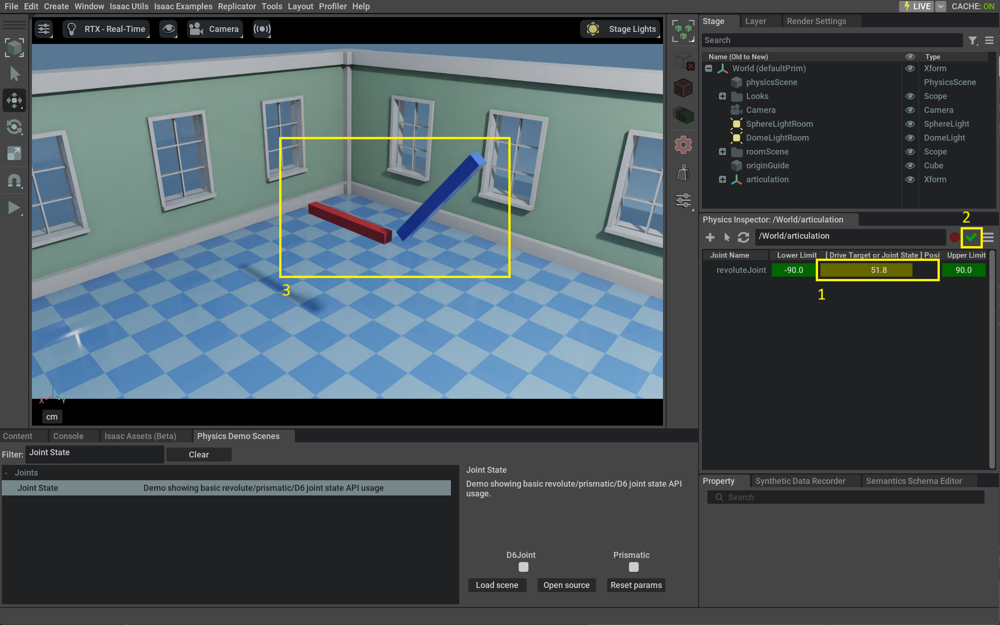 File Edit Create Window Isaac Utils Isaac Examples Replicator Tools Layout Profiler Help
LIVE CACHE: ON
RTX - Real-Time Camera Stage Lights
Stage Layer Render Settings
Search
Name (Old to New) Type
World (defaultPrim) Xform
physicsScene PhysicsScene
Looks Scope
Camera Camera
SphereLightRoom SphereLight
DomeLightRoom DomeLight
roomScene Scope
originGuide Cube
articulation Xform
Physics Inspector: /World/articulation
2
/World/articulation
Joint Name Lower Limit [ Drive Target or Joint State ] Posi Upper Limit
revoluteJoint -90.0 51.8 90.0
1
3
X Y
cm
Content Console Isaac Assets (Beta) Physics Demo Scenes
Filter: Joint State Clear
- Joints
Joint State Demo showing basic revolute/prismatic/D6 joint state API usage
Joint State
Demo showing basic revolute/prismatic/D6 joint state API
usage.
D6Joint Prismatic
Load scene Open source Reset params
Property Synthetic Data Recorder Semantics Schema Editor
Search